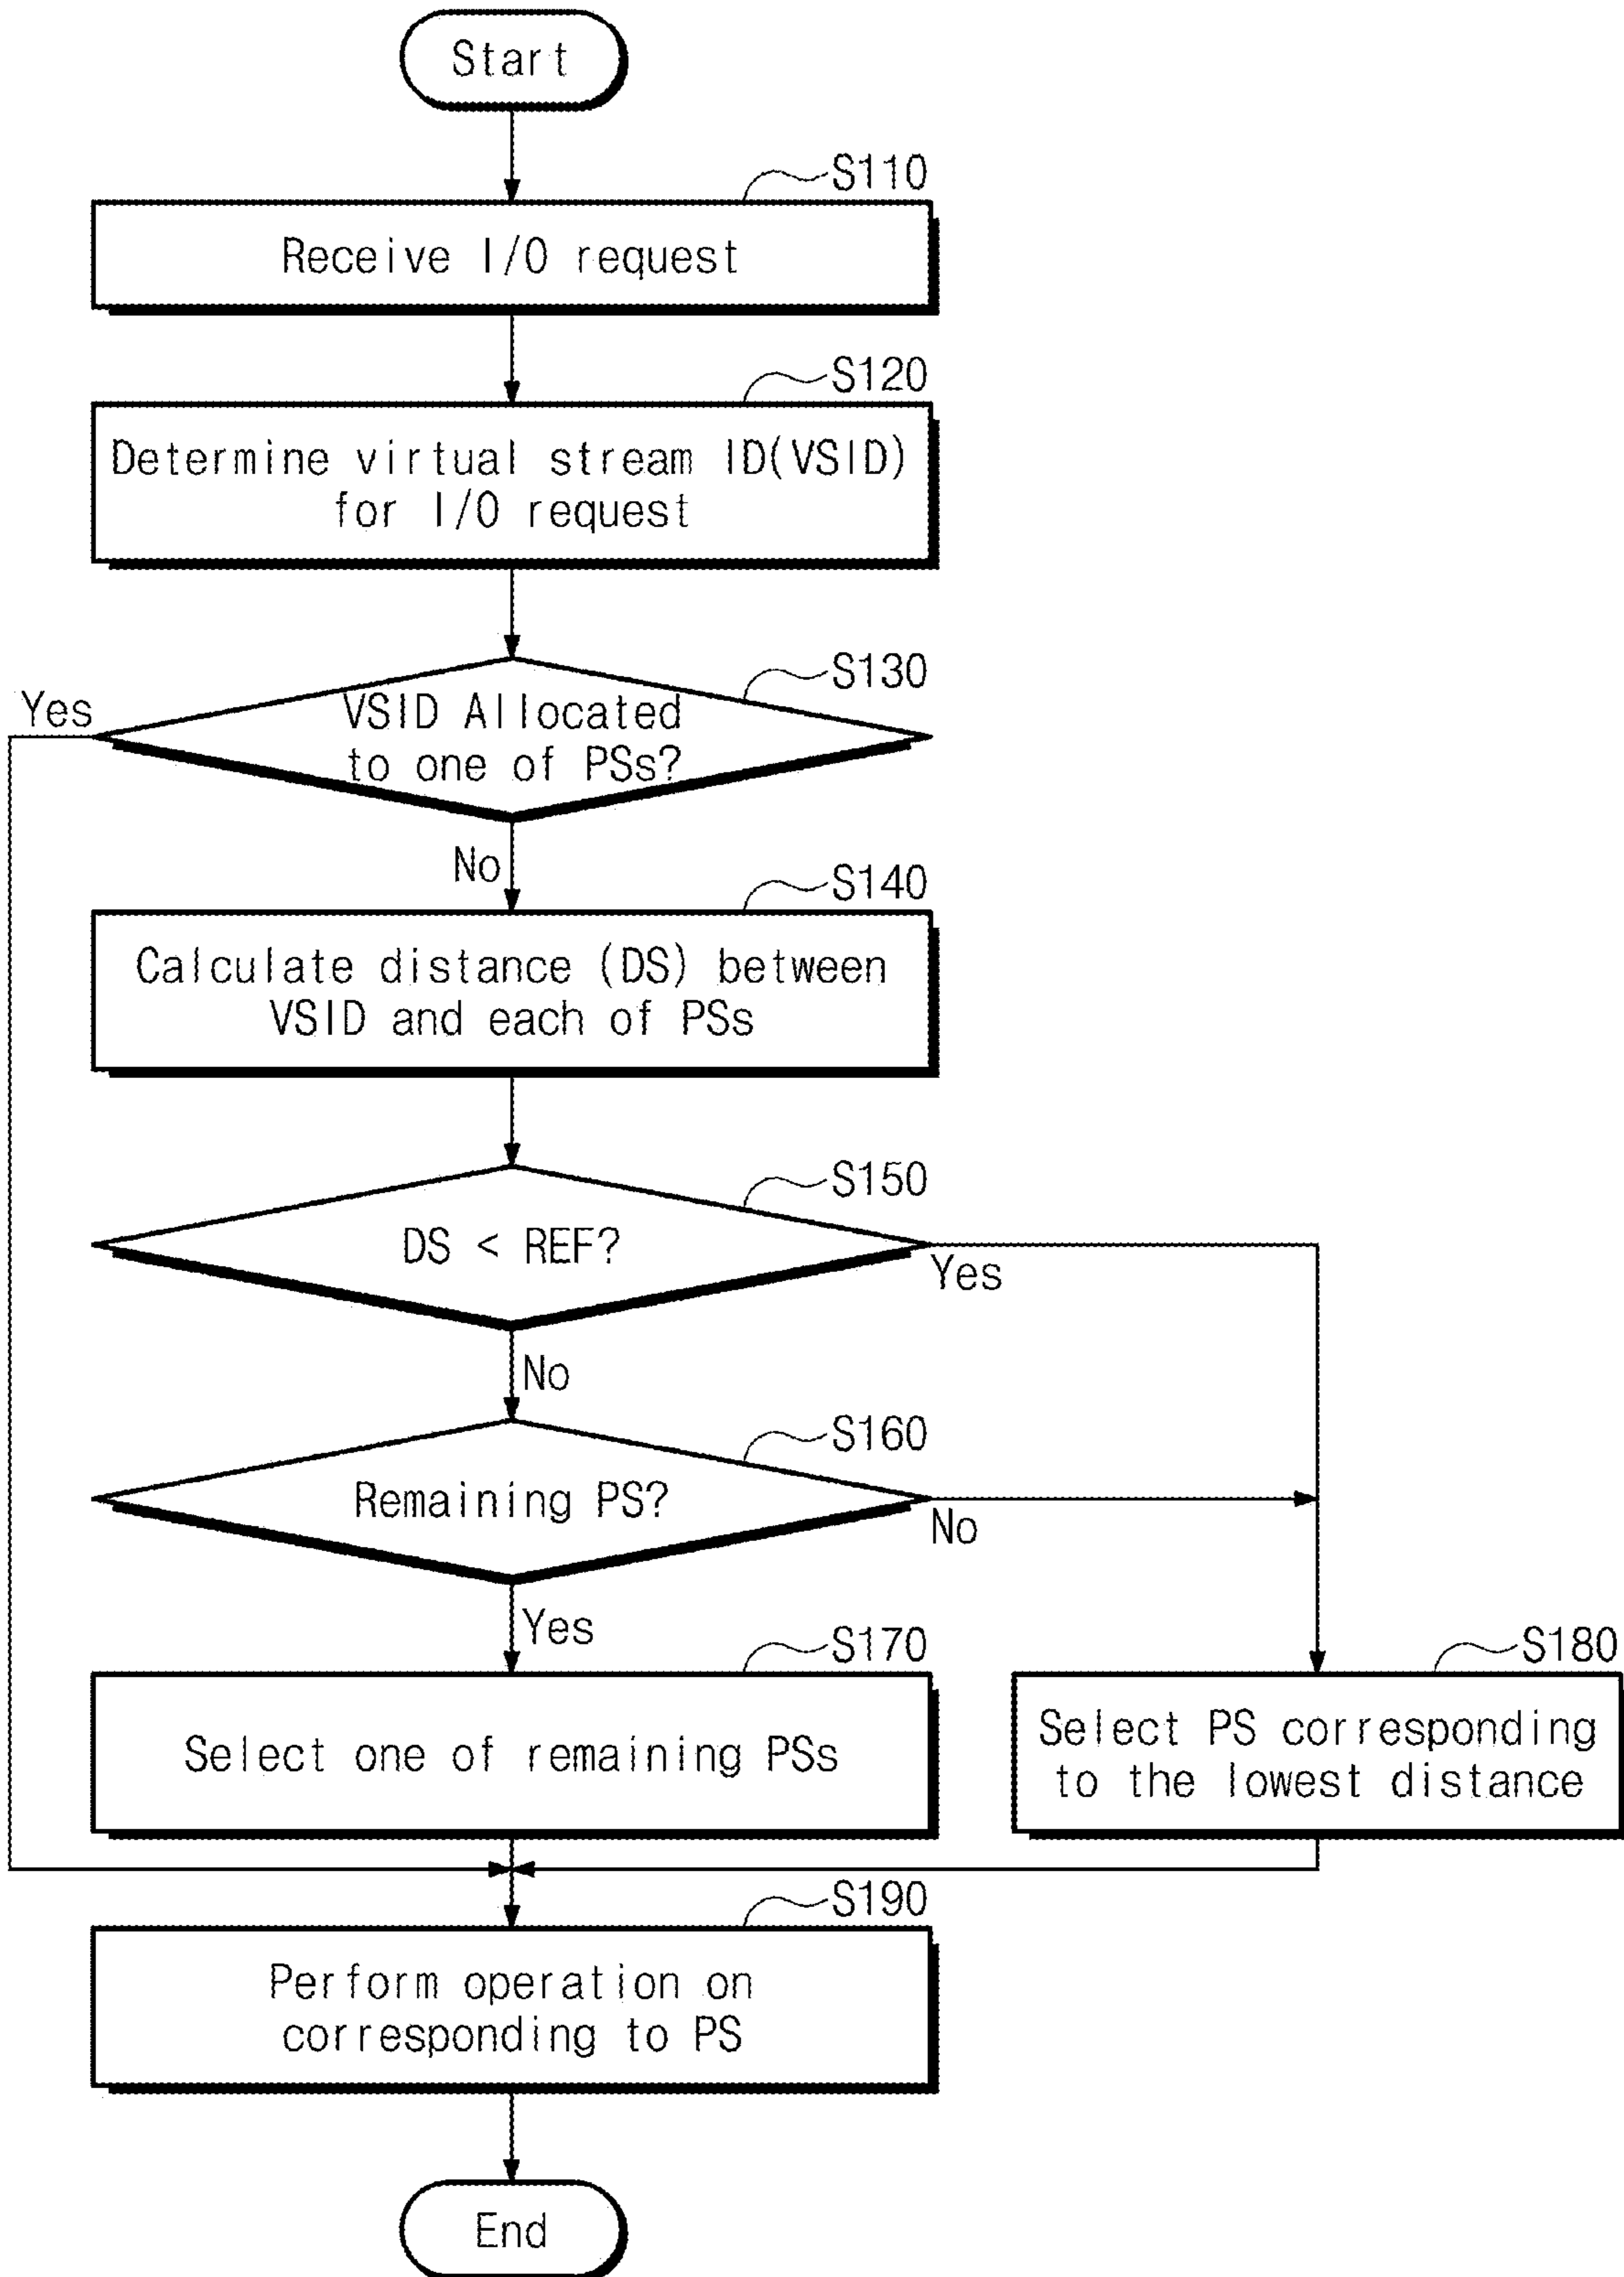 Start
S110
Receive I/O request
S120
Determine virtual stream ID(VSID)
for I/O request
S130
Yes
VSID Allocated
to one of PSs?
No
S140
Calculate distance (DS) between
VSID and each of PSs
S150
DS < REF?
Yes
No
S160
Remaining PS?
No
Yes
S170
Select one of remaining PSs
S180
Select PS corresponding
to the lowest distance
S190
Perform operation on
corresponding to PS
End